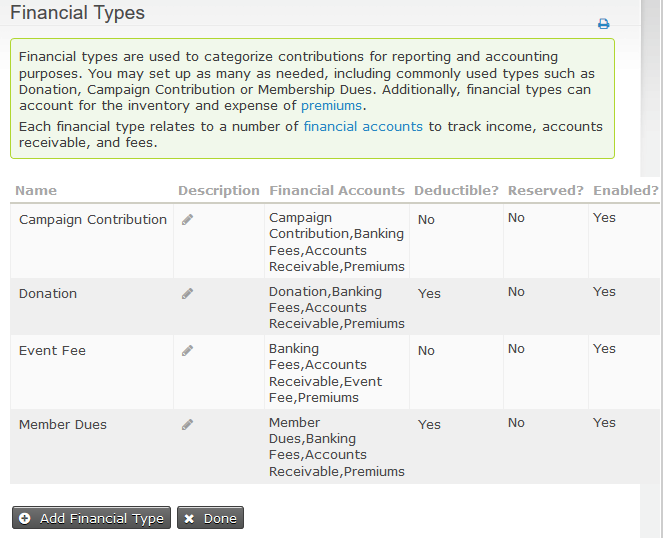 Financial Types
Financial types are used to categorize contributions for reporting and accounting
purposes. You may set up as many as needed, including commonly used types such as
Donation, Campaign Contribution or Membership Dues. Additionally, financial types can
account for the inventory and expense of premiums.
Each financial type relates to a number of financial accounts to track income, accounts
receivable, and fees.
Name Description Financial Accounts Deductible? Reserved? Enabled?
Campaign Contribution Campaign No No Yes
Contribution,Banking
Fees,Accounts
Receivable,Premiums
Donation Donation,Banking Yes No Yes
Fees,Accounts
Receivable,Premiums
Event Fee Banking No No Yes
Fees,Accounts
Receivable,Event
Fee,Premiums
Member Dues Member Yes No Yes
Dues,Banking
Fees,Accounts
Receivable,Premiums
Add Financial Type Done